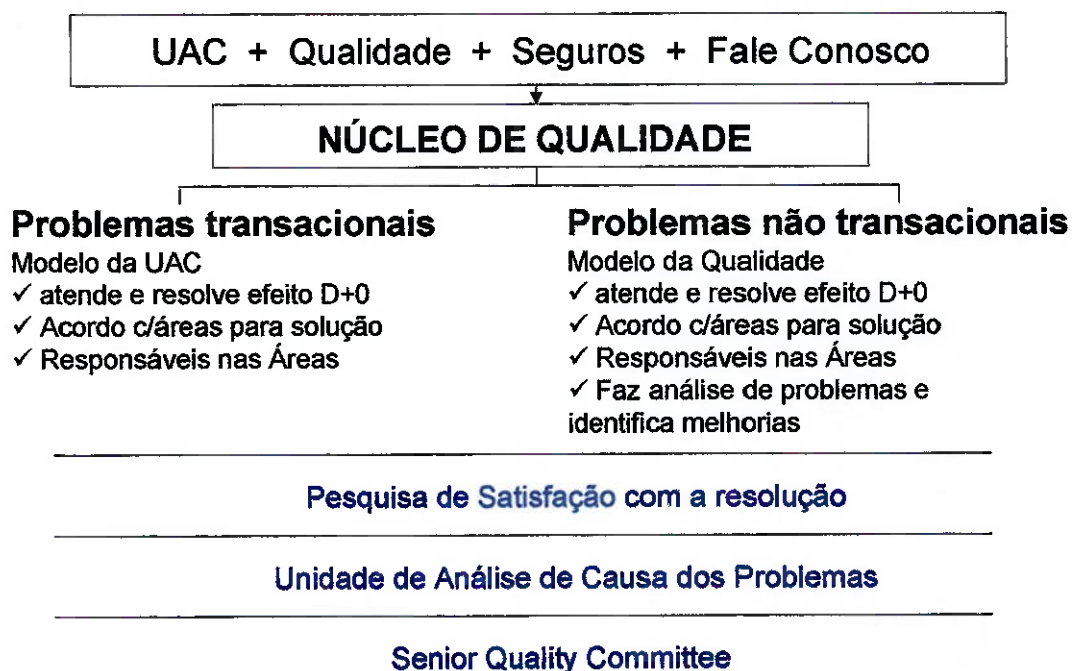 UAC + Qualidade + Seguros + Fale Conosco
NÚCLEO DE QUALIDADE
Problemas transacionais
Modelo da UAC
✓ atende e resolve efeito D+0
✓ Acordo c/áreas para solução
✓ Responsáveis nas Áreas
Problemas não transacionais
Modelo da Qualidade
✓ atende e resolve efeito D+0
✓ Acordo c/áreas para solução
✓ Responsáveis nas Áreas
✓ Faz análise de problemas e
identifica melhorias
Pesquisa de Satisfação com a resolução
Unidade de Análise de Causa dos Problemas
Senior Quality Committee